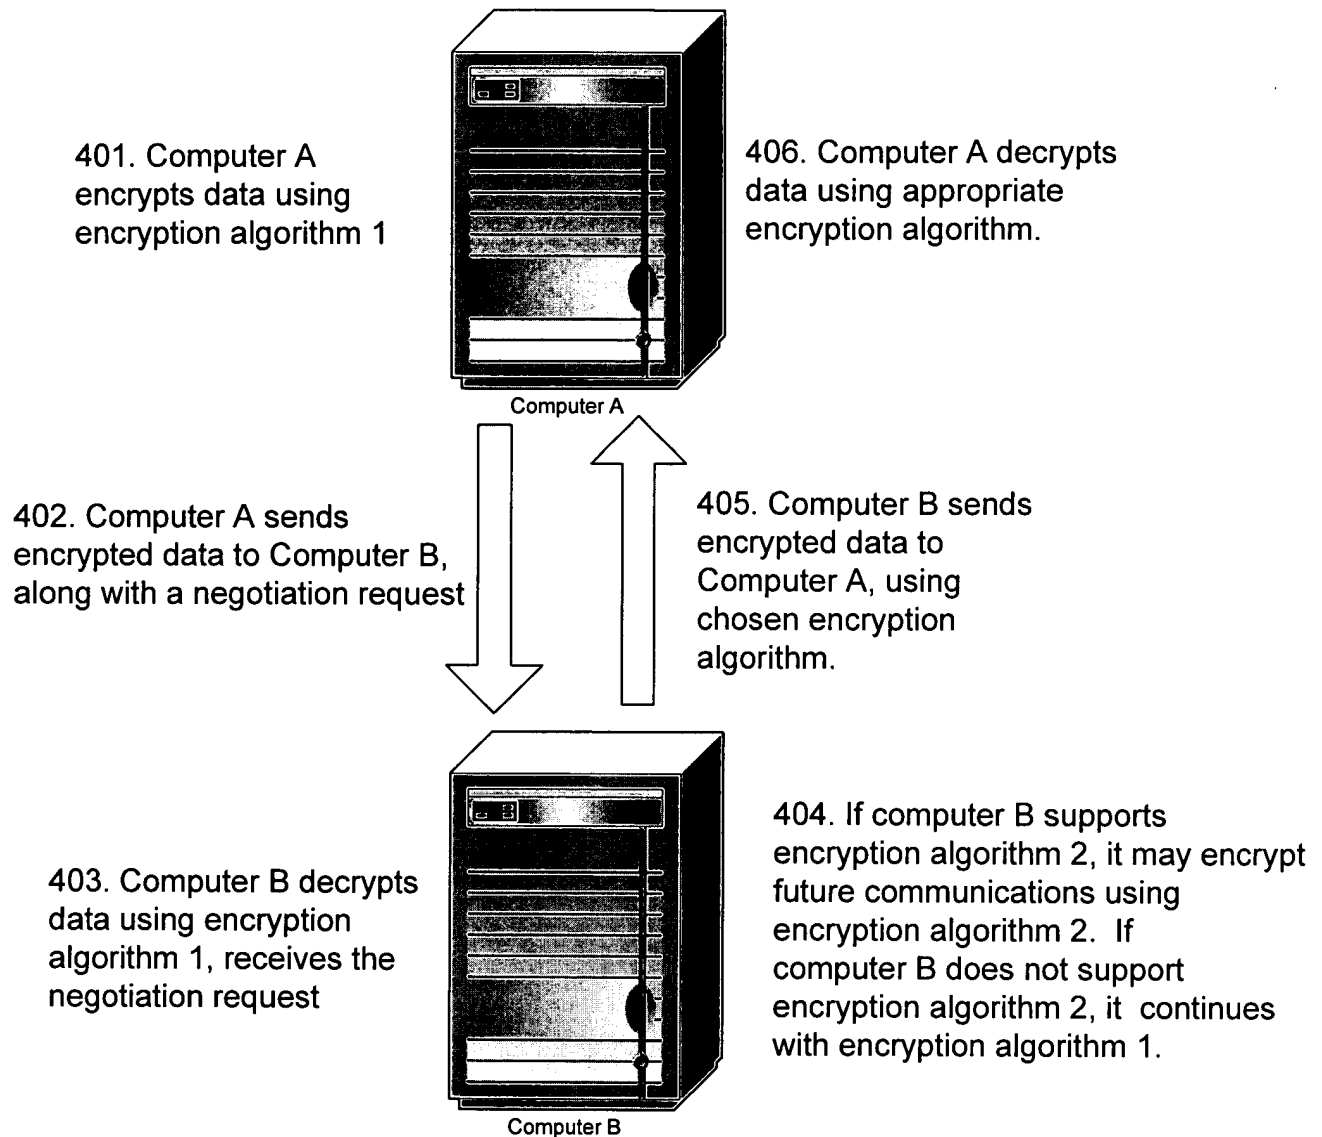 401. Computer A
encrypts data using
encryption algorithm 1
406. Computer A decrypts
data using appropriate
encryption algorithm.
Computer A
402. Computer A sends
encrypted data to Computer B,
along with a negotiation request
405. Computer B sends
encrypted data to
Computer A, using
chosen encryption
algorithm.
403. Computer B decrypts
data using encryption
algorithm 1, receives the
negotiation request
404. If computer B supports
encryption algorithm 2, it may encrypt
future communications using
encryption algorithm 2.  If
computer B does not support
encryption algorithm 2, it  continues
with encryption algorithm 1.
Computer B